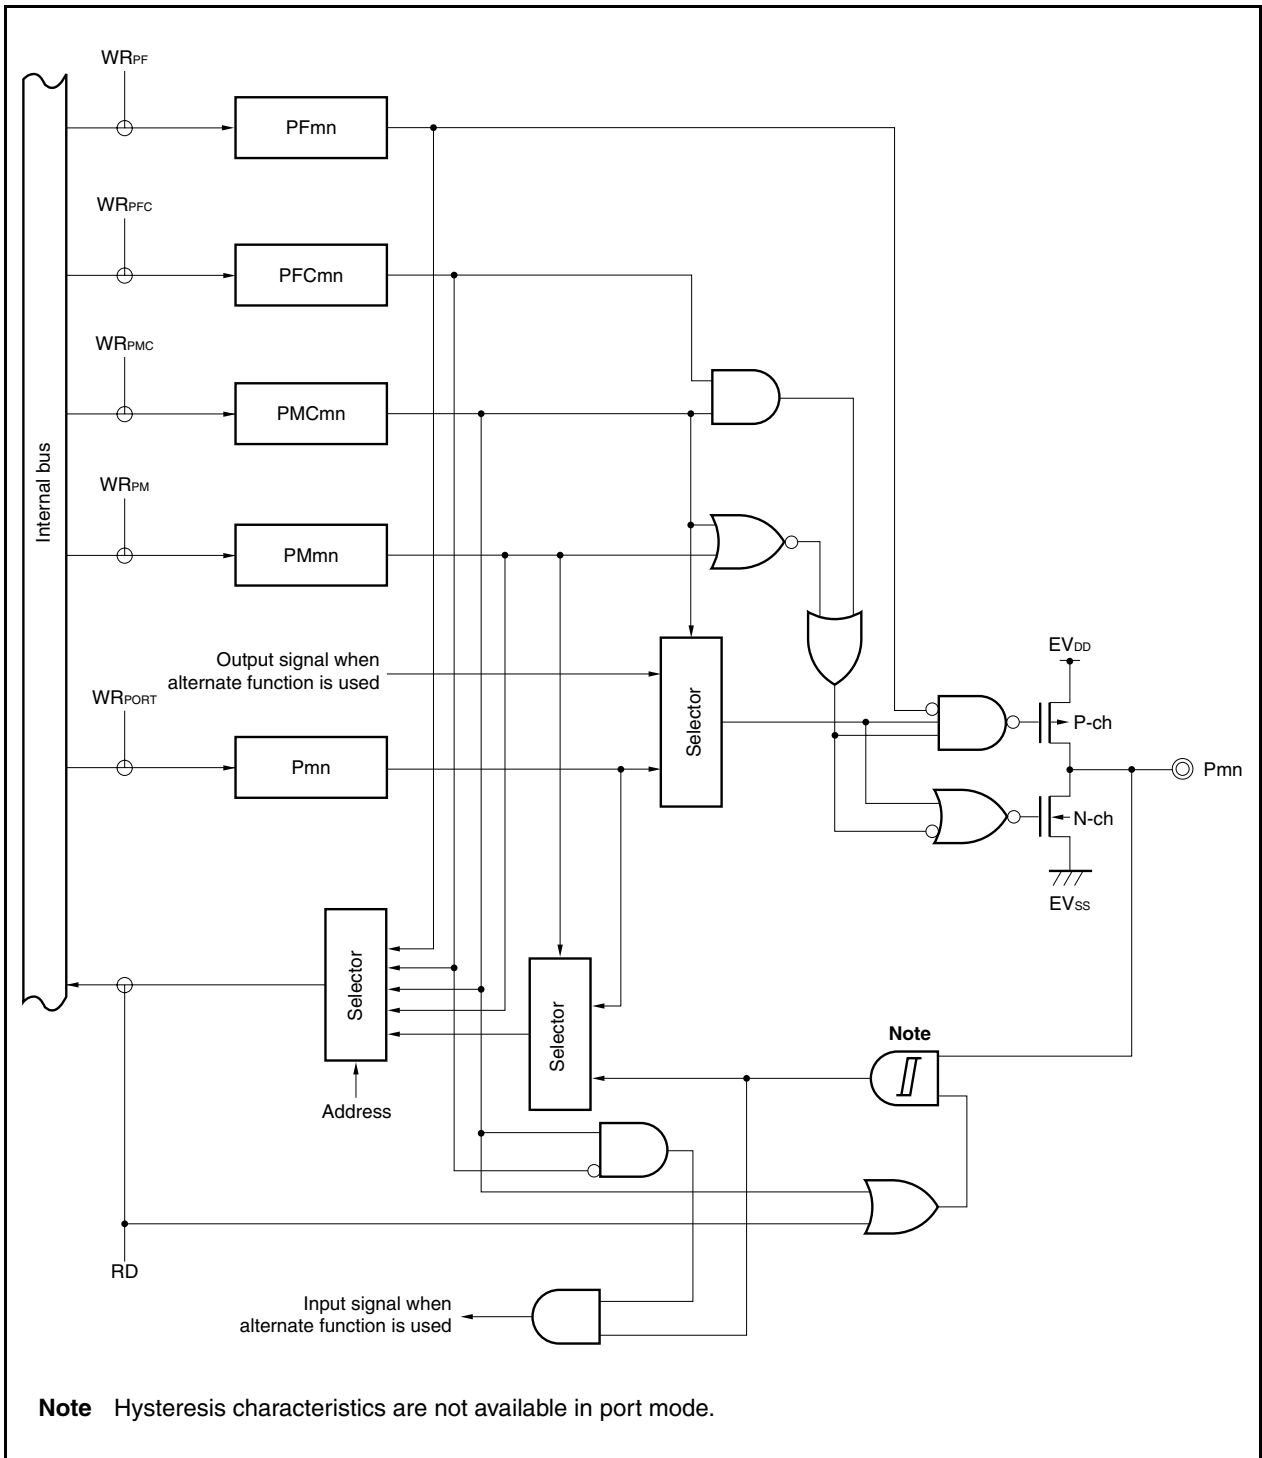 WRPF
PFmn
WRPFC
PFCmn
WRPMC
PMCmn
Internal bus
WRPM
PMmn
Output signal when
alternate function is used
Selector
EVDD
P-ch
WRPORT
Pmn
Pmn
N-ch
EVSS
Selector
Selector
Note
Address
RD
Input signal when
alternate function is used
Note Hysteresis characteristics are not available in port mode.